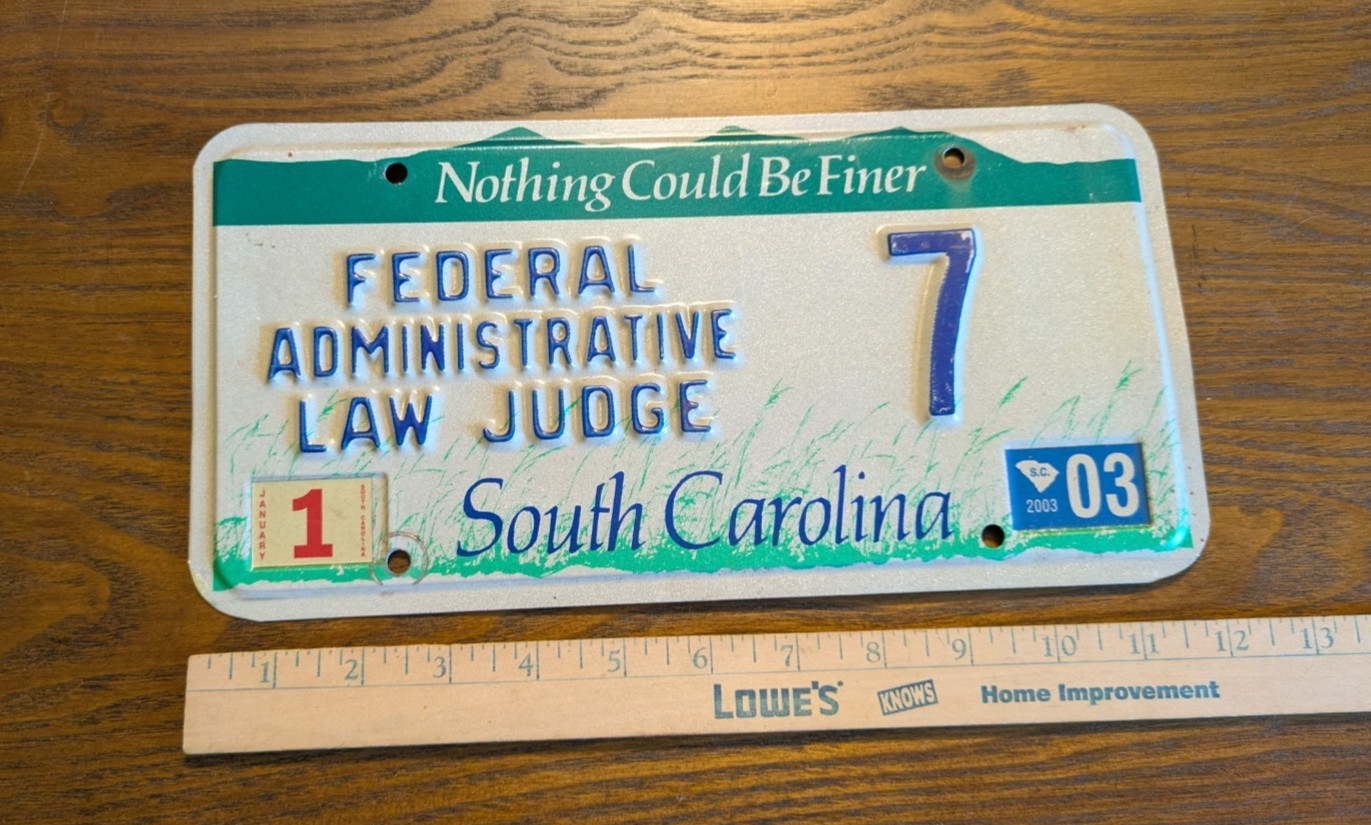 Nothing Could Be Finer
FEDERAL
ADMINISTRATIVE
LAW JUDGE
7
JANUARY
1
SOUTH CAROLINA
South Carolina
S.C.
2003
03
1 2 3 4 5 6 7 8 9 10 11 12 13
LOWE'S KNOWS Home Improvement